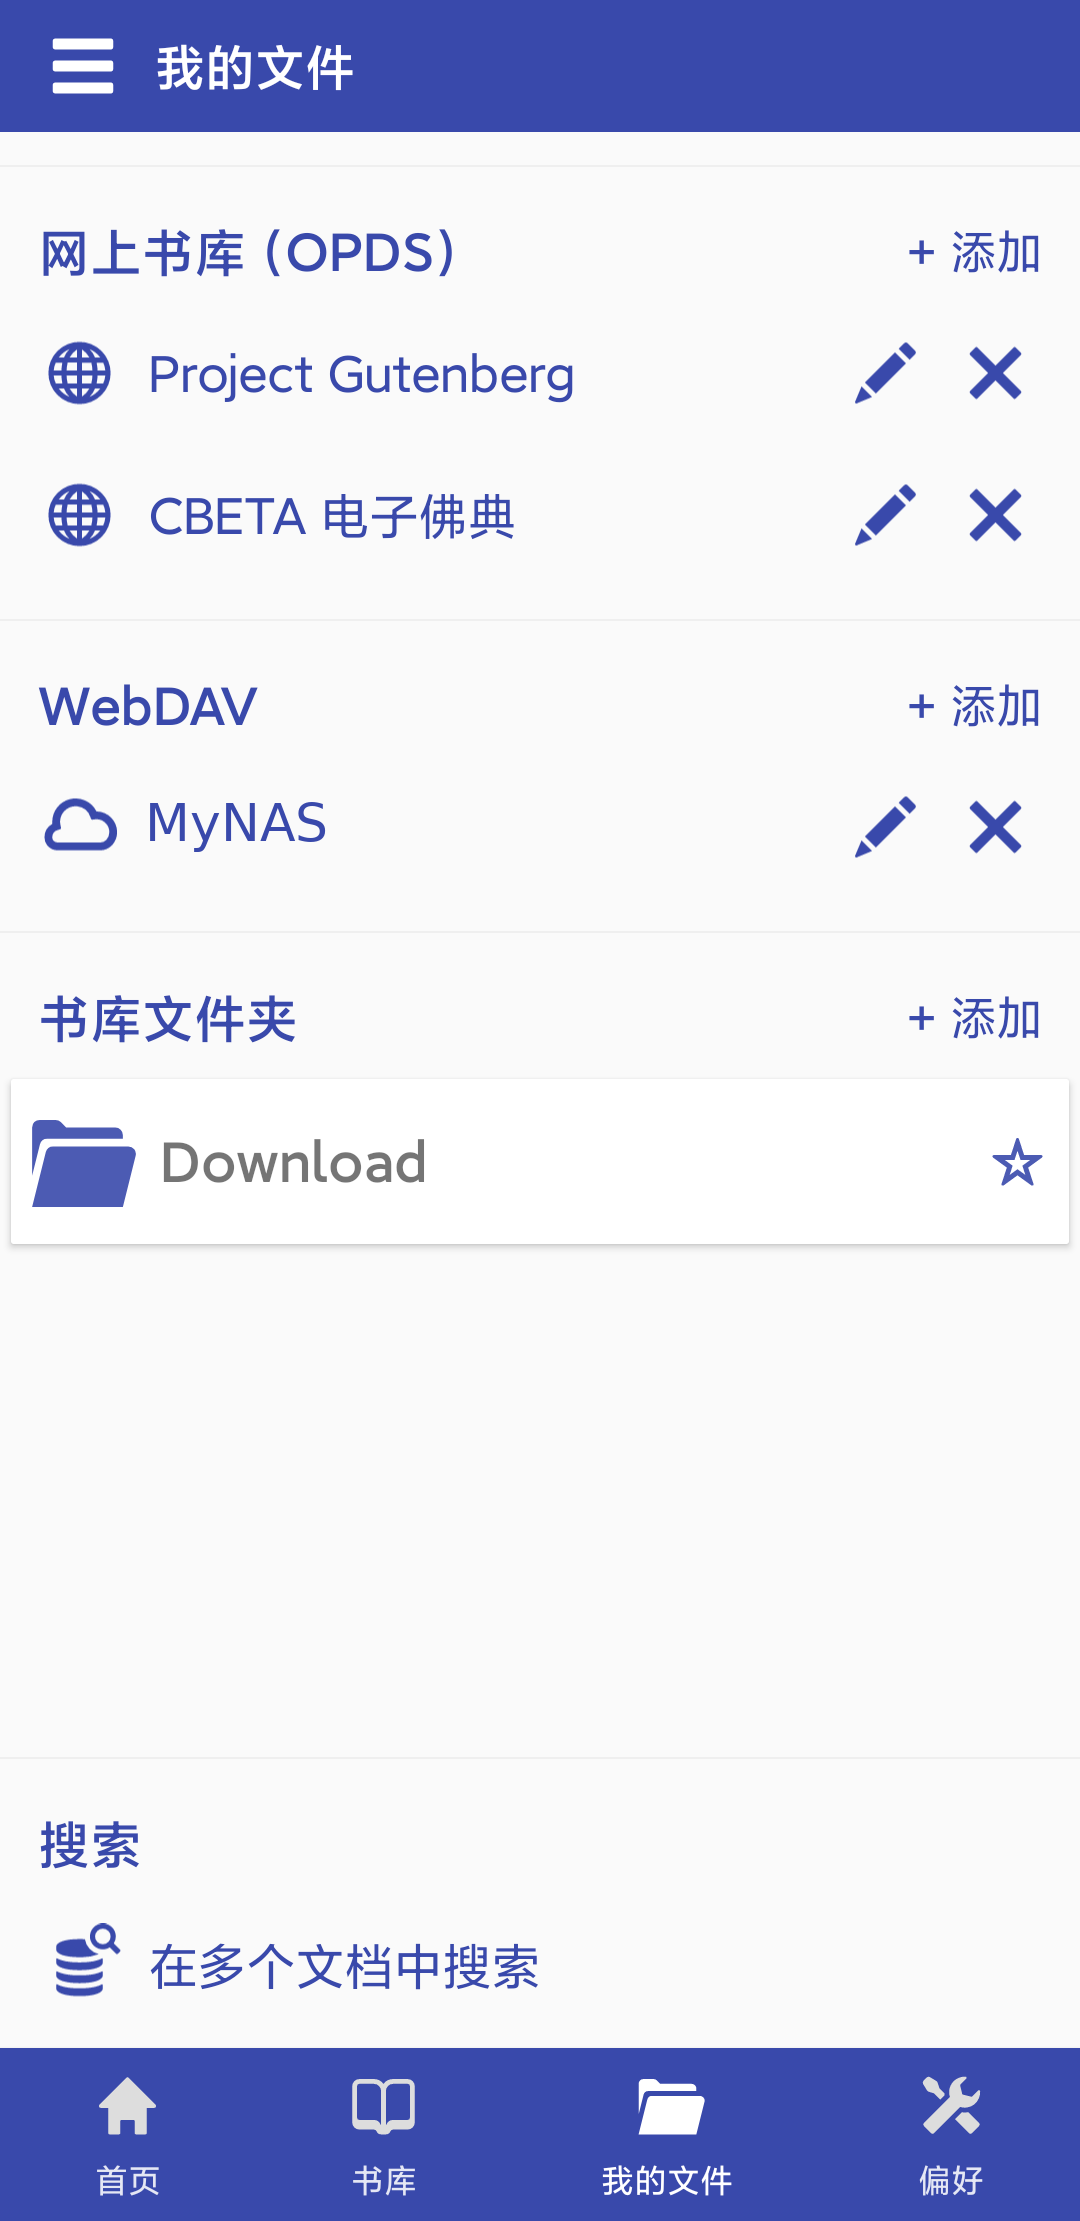 我的文件
网上书库 (OPDS)
+ 添加
Project Gutenberg
CBETA 电子佛典
WebDAV
+ 添加
MyNAS
书库文件夹
+ 添加
Download
搜索
在多个文档中搜索
首页
书库
我的文件
偏好